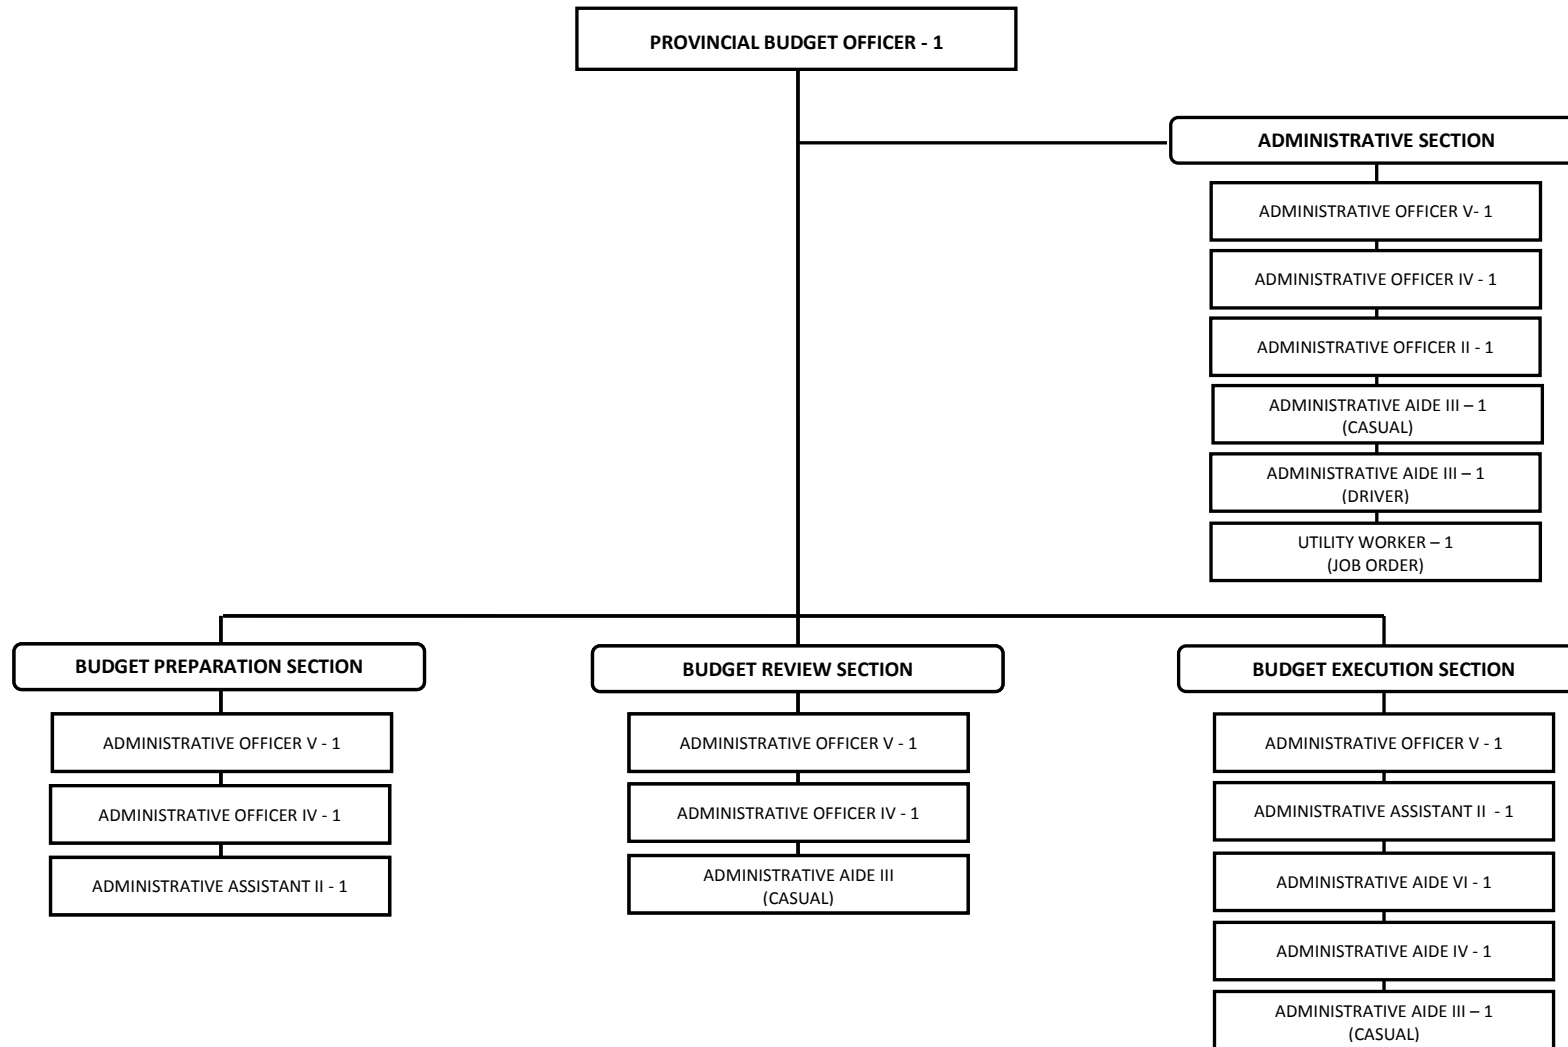 PROVINCIAL BUDGET OFFICER - 1
ADMINISTRATIVE SECTION
ADMINISTRATIVE OFFICER V- 1
ADMINISTRATIVE OFFICER IV - 1
ADMINISTRATIVE OFFICER II - 1
ADMINISTRATIVE AIDE III – 1
(CASUAL)
ADMINISTRATIVE AIDE III – 1
(DRIVER)
UTILITY WORKER – 1
(JOB ORDER)
BUDGET PREPARATION SECTION
ADMINISTRATIVE OFFICER V - 1
ADMINISTRATIVE OFFICER IV - 1
ADMINISTRATIVE ASSISTANT II - 1
BUDGET REVIEW SECTION
ADMINISTRATIVE OFFICER V - 1
ADMINISTRATIVE OFFICER IV - 1
ADMINISTRATIVE AIDE III
(CASUAL)
BUDGET EXECUTION SECTION
ADMINISTRATIVE OFFICER V - 1
ADMINISTRATIVE ASSISTANT II  - 1
ADMINISTRATIVE AIDE VI - 1
ADMINISTRATIVE AIDE IV - 1
ADMINISTRATIVE AIDE III – 1
(CASUAL)